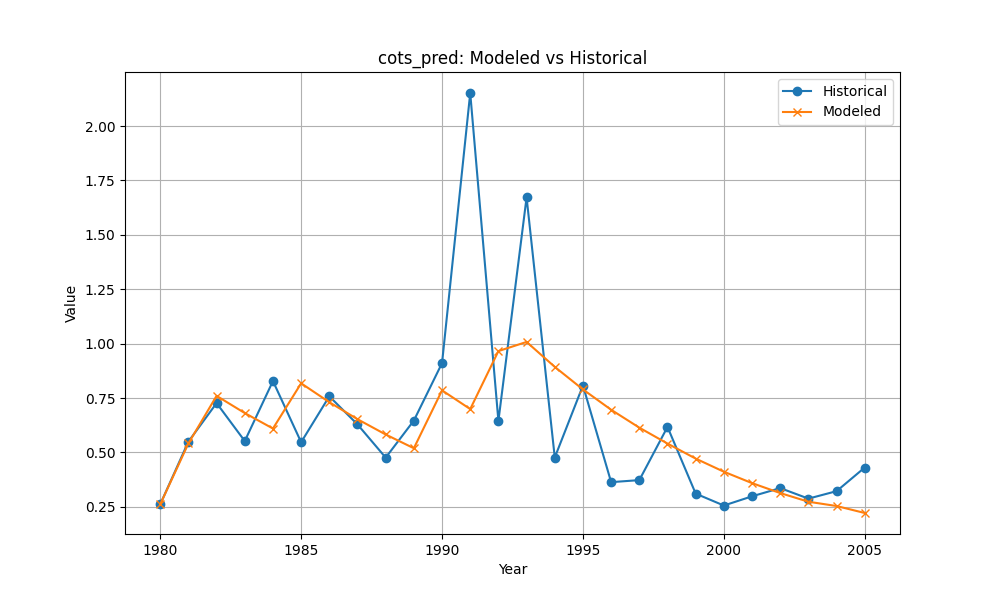 cots_pred: Modeled vs Historical
Historical
Modeled
2.00
1.75
1.50
1.25
1.00
0.75
0.50
0.25
Value
1980 1985 1990 1995 2000 2005
Year